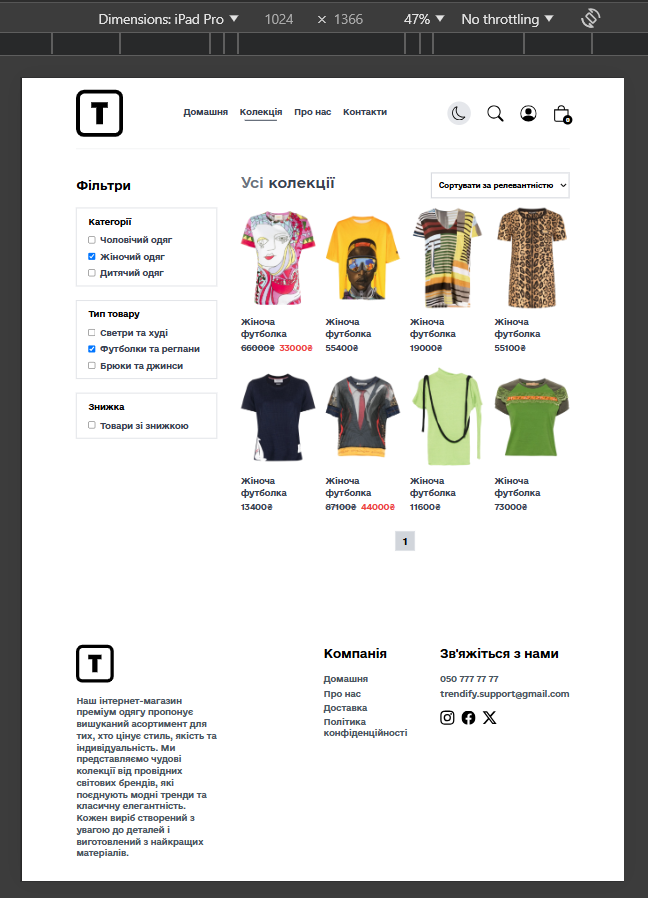 Dimensions: iPad Pro ▼ 1024 × 1366 47% ▼ No throttling ▼
T
Домашня Колекція Про нас Контакти
0
Фільтри
Категорії
Чоловічий одяг
Жіночий одяг
Дитячий одяг
Тип товару
Светри та худі
Футболки та реглани
Брюки та джинси
Знижка
Товари зі знижкою
Усі колекції
Сортувати за релевантністю
Жіноча
футболка
66000₴ 33000₴
Жіноча
футболка
55400₴
Жіноча
футболка
19000₴
Жіноча
футболка
55100₴
Жіноча
футболка
13400₴
Жіноча
футболка
87100₴ 44000₴
Жіноча
футболка
11600₴
Жіноча
футболка
73000₴
1
T
Наш інтернет-магазин
преміум одягу пропонує
вишуканий асортимент для
тих, хто цінує стиль, якість та
індивідуальність. Ми
представляємо чудові
колекції від провідних
світових брендів, які
поєднують модні тренди та
класичну елегантність.
Кожен виріб створений з
увагою до деталей і
виготовлений з найкращих
матеріалів.
Компанія
Домашня
Про нас
Доставка
Політика
конфіденційності
Зв'яжіться з нами
050 777 77 77
trendify.support@gmail.com